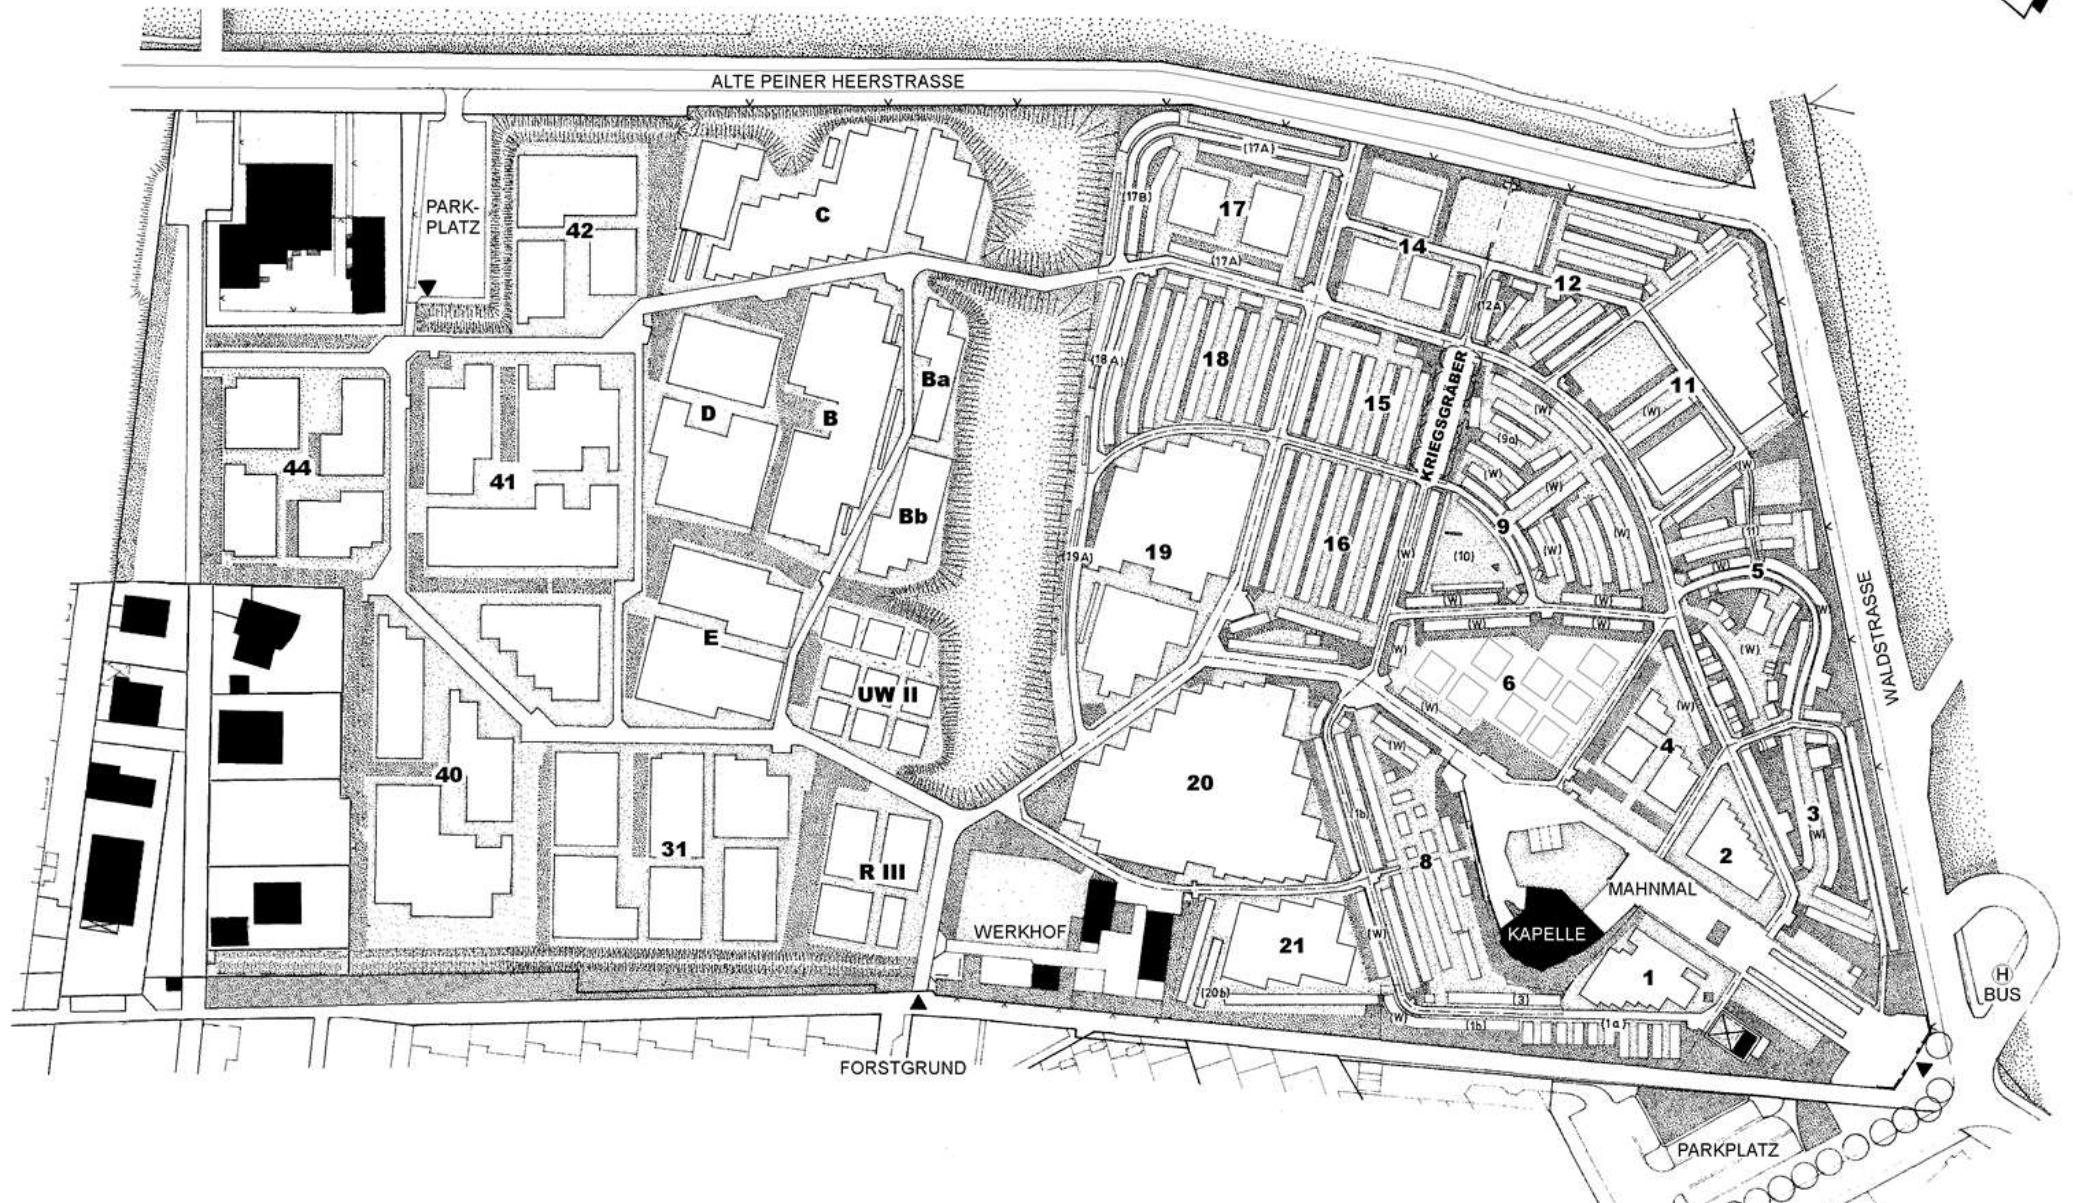 ALTE PEINER HEERSTRASSE
(17A)
(17B)
PARK-
PLATZ
42
C
17
14
(17A)
12
(12A)
(18A)
18
15
KRIEGSGRÄBER
Ba
D
B
11
(W)
(W)
(9a)
44
41
(W)
(W)
(W)
Bb
9
(W)
16
19
(19A)
(W)
(10)
(W)
(11)
5
(W)
WALDSTRASSE
W
(W)
(W)
(W)
(W)
E
(W)
(W)
6
UW II
(W)
(W)
4
(W)
40
20
(1b)
3
(W)
31
R III
8
2
MAHNMAL
WERKHOF
(W)
KAPELLE
21
1
(20b)
(3)
(W)
(1b)
(1a)
H
BUS
FORSTGRUND
PARKPLATZ